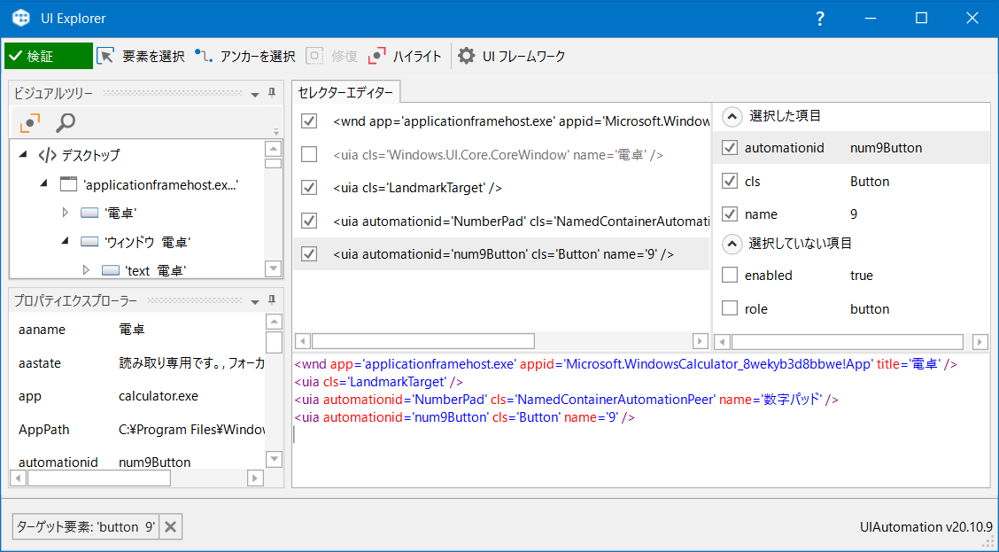 UI Explorer
?
検証
要素を選択
アンカーを選択
修復
ハイライト
UI フレームワーク
ビジュアルツリー
デスクトップ
'applicationframehost.ex...'
'電卓'
'ウィンドウ 電卓'
'text 電卓'
プロパティエクスプローラー
aaname 電卓
aastate 読み取り専用です。, フォーカ
app calculator.exe
AppPath C:¥Program Files¥Window
automationid num9Button
セレクターエディター
<wnd app='applicationframehost.exe' appid='Microsoft.Window
<uia cls='Windows.UI.Core.CoreWindow' name='電卓' />
<uia cls='LandmarkTarget' />
<uia automationid='NumberPad' cls='NamedContainerAutomati
<uia automationid='num9Button' cls='Button' name='9' />
選択した項目
automationid num9Button
cls Button
name 9
選択していない項目
enabled true
role button
<wnd app='applicationframehost.exe' appid='Microsoft.WindowsCalculator_8wekyb3d8bbwe!App' title='電卓' />
<uia cls='LandmarkTarget' />
<uia automationid='NumberPad' cls='NamedContainerAutomationPeer' name='数字パッド' />
<uia automationid='num9Button' cls='Button' name='9' />
ターゲット要素: 'button 9'
UIAutomation v20.10.9